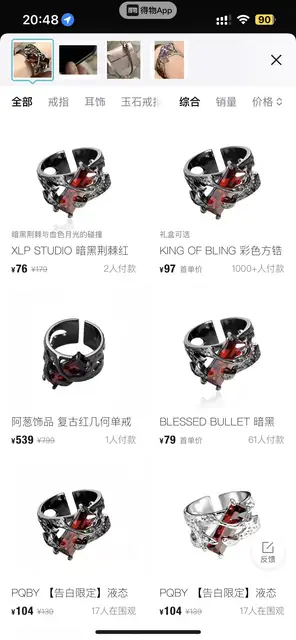 20:48
得物App
90
全部
戒指
耳饰
玉石戒指
综合
销量
价格
暗黑荆棘与血色月光的碰撞
XLP STUDIO 暗黑荆棘红
¥76 ¥179
2人付款
礼盒可选
KING OF BLING 彩色方锆
¥97 首单价
1000+人付款
阿葱饰品 复古红几何单戒
¥539 ¥799
1人付款
BLESSED BULLET 暗黑
¥79 首单价
61人付款
PQBY 【告白限定】液态
¥104 ¥139
17人在围观
PQBY 【告白限定】液态
¥104 ¥139
17人在围观
反馈